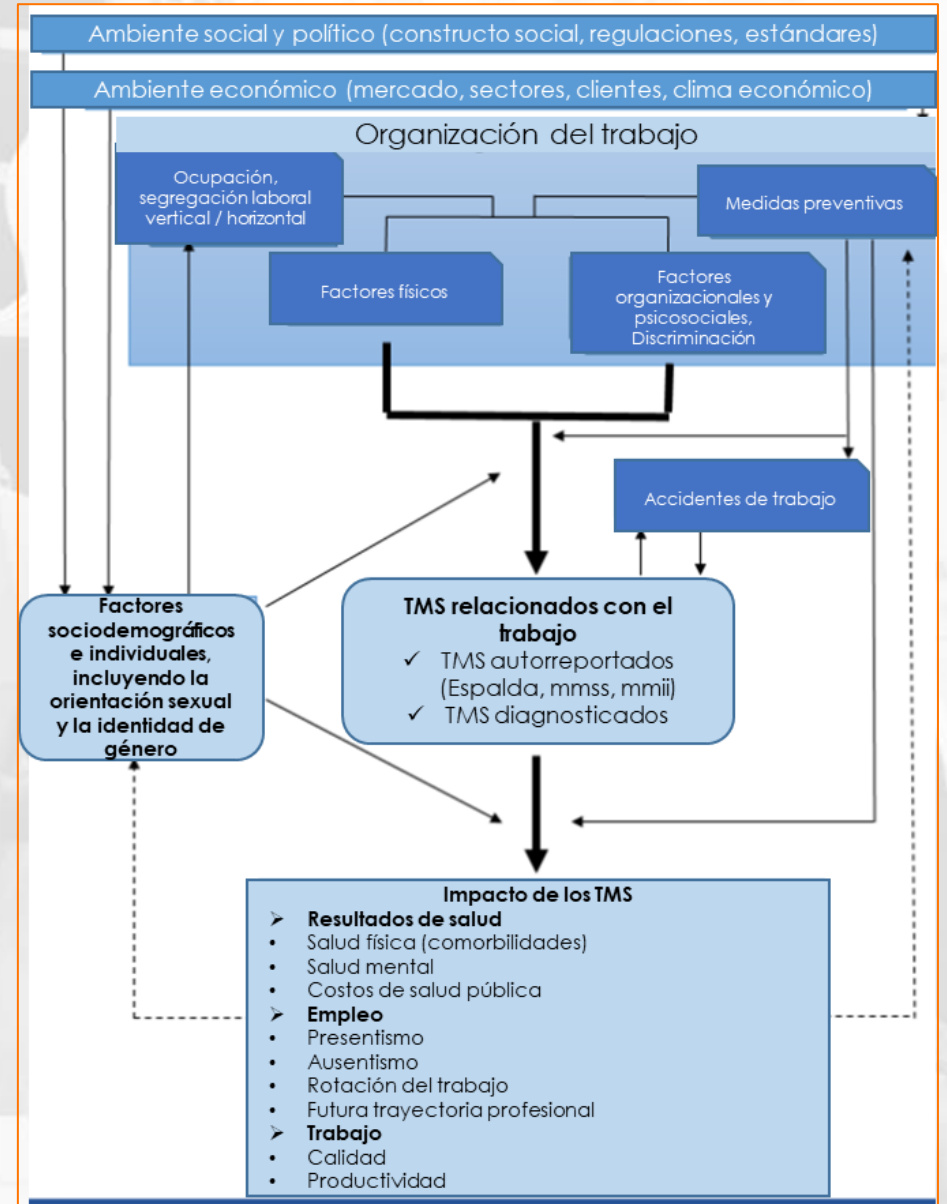 Ambiente social y político (constructo social, regulaciones, estándares)
Ambiente económico (mercado, sectores, clientes, clima económico)
Organización del trabajo
Ocupación,
segregación laboral
vertical / horizontal
Medidas preventivas
Factores físicos
Factores
organizacionales y
psicosociales,
Discriminación
Accidentes de trabajo
Factores
sociodemográficos
e individuales,
incluyendo la
orientación sexual
y la identidad de
género
TMS relacionados con el
trabajo
✓ TMS autorreportados
(Espalda, mmss, mmii)
✓ TMS diagnosticados
Impacto de los TMS
➢ Resultados de salud
• Salud física (comorbilidades)
• Salud mental
• Costos de salud pública
➢ Empleo
• Presentismo
• Ausentismo
• Rotación del trabajo
• Futura trayectoria profesional
➢ Trabajo
• Calidad
• Productividad